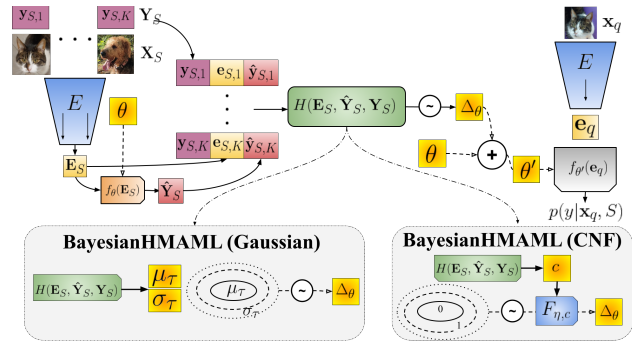 y_{S,1} y_{S,K} Y_S
X_S
x_q
E
θ
y_{S,1} e_{S,1} ŷ_{S,1}
H(E_S, Ŷ_S, Y_S)
~
Δ_θ
E
e_q
y_{S,K} e_{S,K} ŷ_{S,K}
E_S
f_θ(E_S)
Ŷ_S
θ
+
θ′
f_{θ′}(e_q)
p(y|x_q, S)
BayesianHMAML (Gaussian)
H(E_S, Ŷ_S, Y_S)
μ_τ
σ_τ
μ_τ
σ_τ
~
Δ_θ
BayesianHMAML (CNF)
H(E_S, Ŷ_S, Y_S)
c
0
1
~
F_{η,c}
Δ_θ